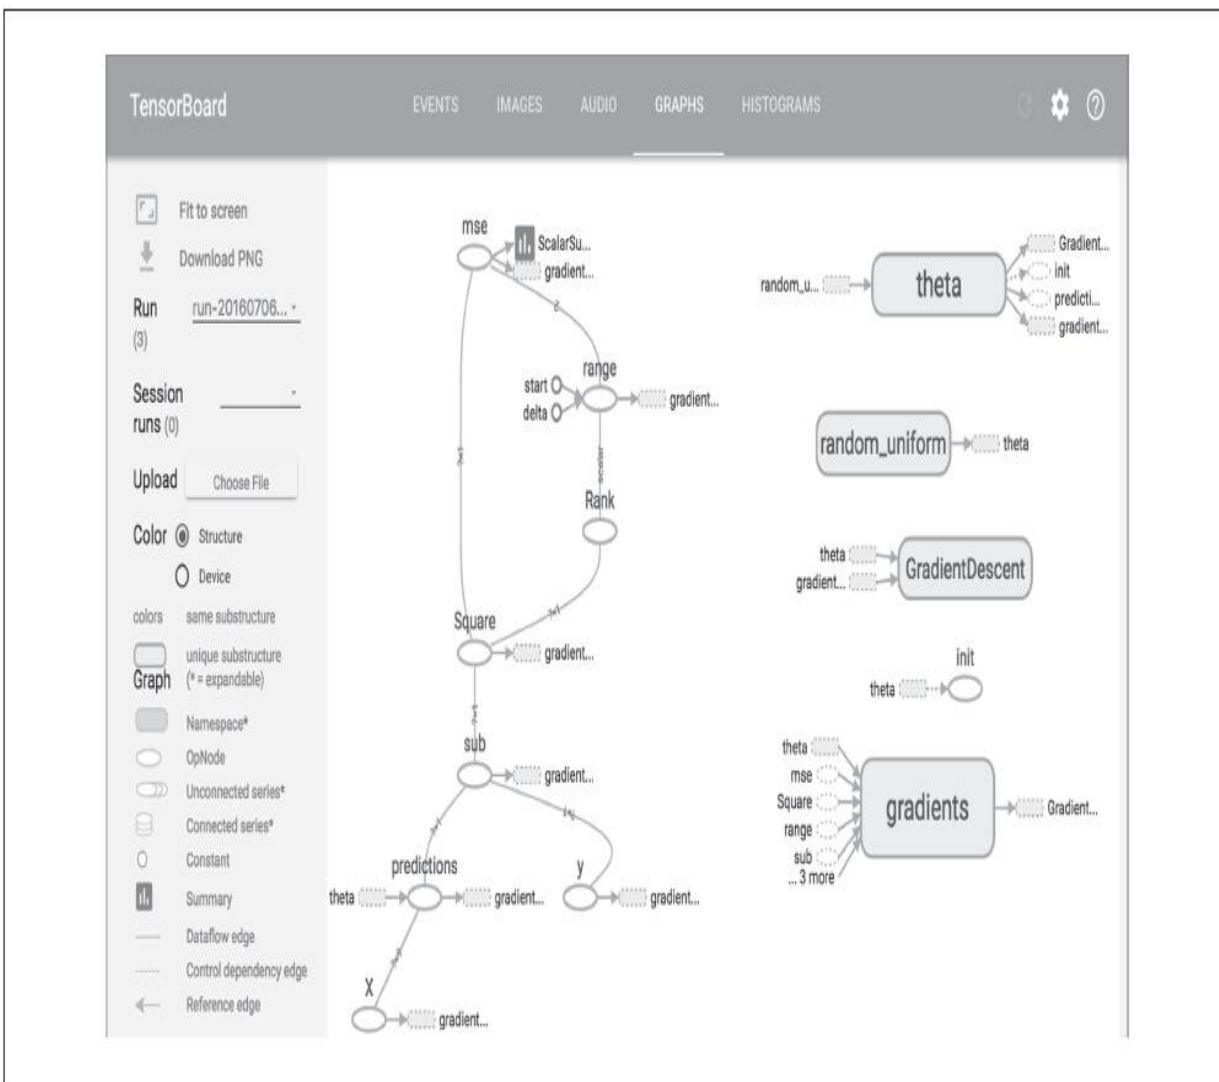 TensorBoard
EVENTS
IMAGES
AUDIO
GRAPHS
HISTOGRAMS
Fit to screen
Download PNG
Run
(3)
run-20160706...
Session
runs (0)
Upload
Choose File
Color
Structure
Device
colors
same substructure
unique substructure
Graph
(* = expandable)
Namespace*
OpNode
Unconnected series*
Connected series*
Constant
Summary
Dataflow edge
Control dependency edge
Reference edge
mse
ScalarSu...
gradient...
range
start
delta
gradient...
scalar
Rank
Square
gradient...
sub
gradient...
predictions
theta
gradient...
y
gradient...
X
gradient...
random_u...
theta
Gradient...
init
predicti...
gradient...
random_uniform
theta
theta
gradient...
GradientDescent
init
theta
theta
mse
Square
range
sub
... 3 more
gradients
Gradient...